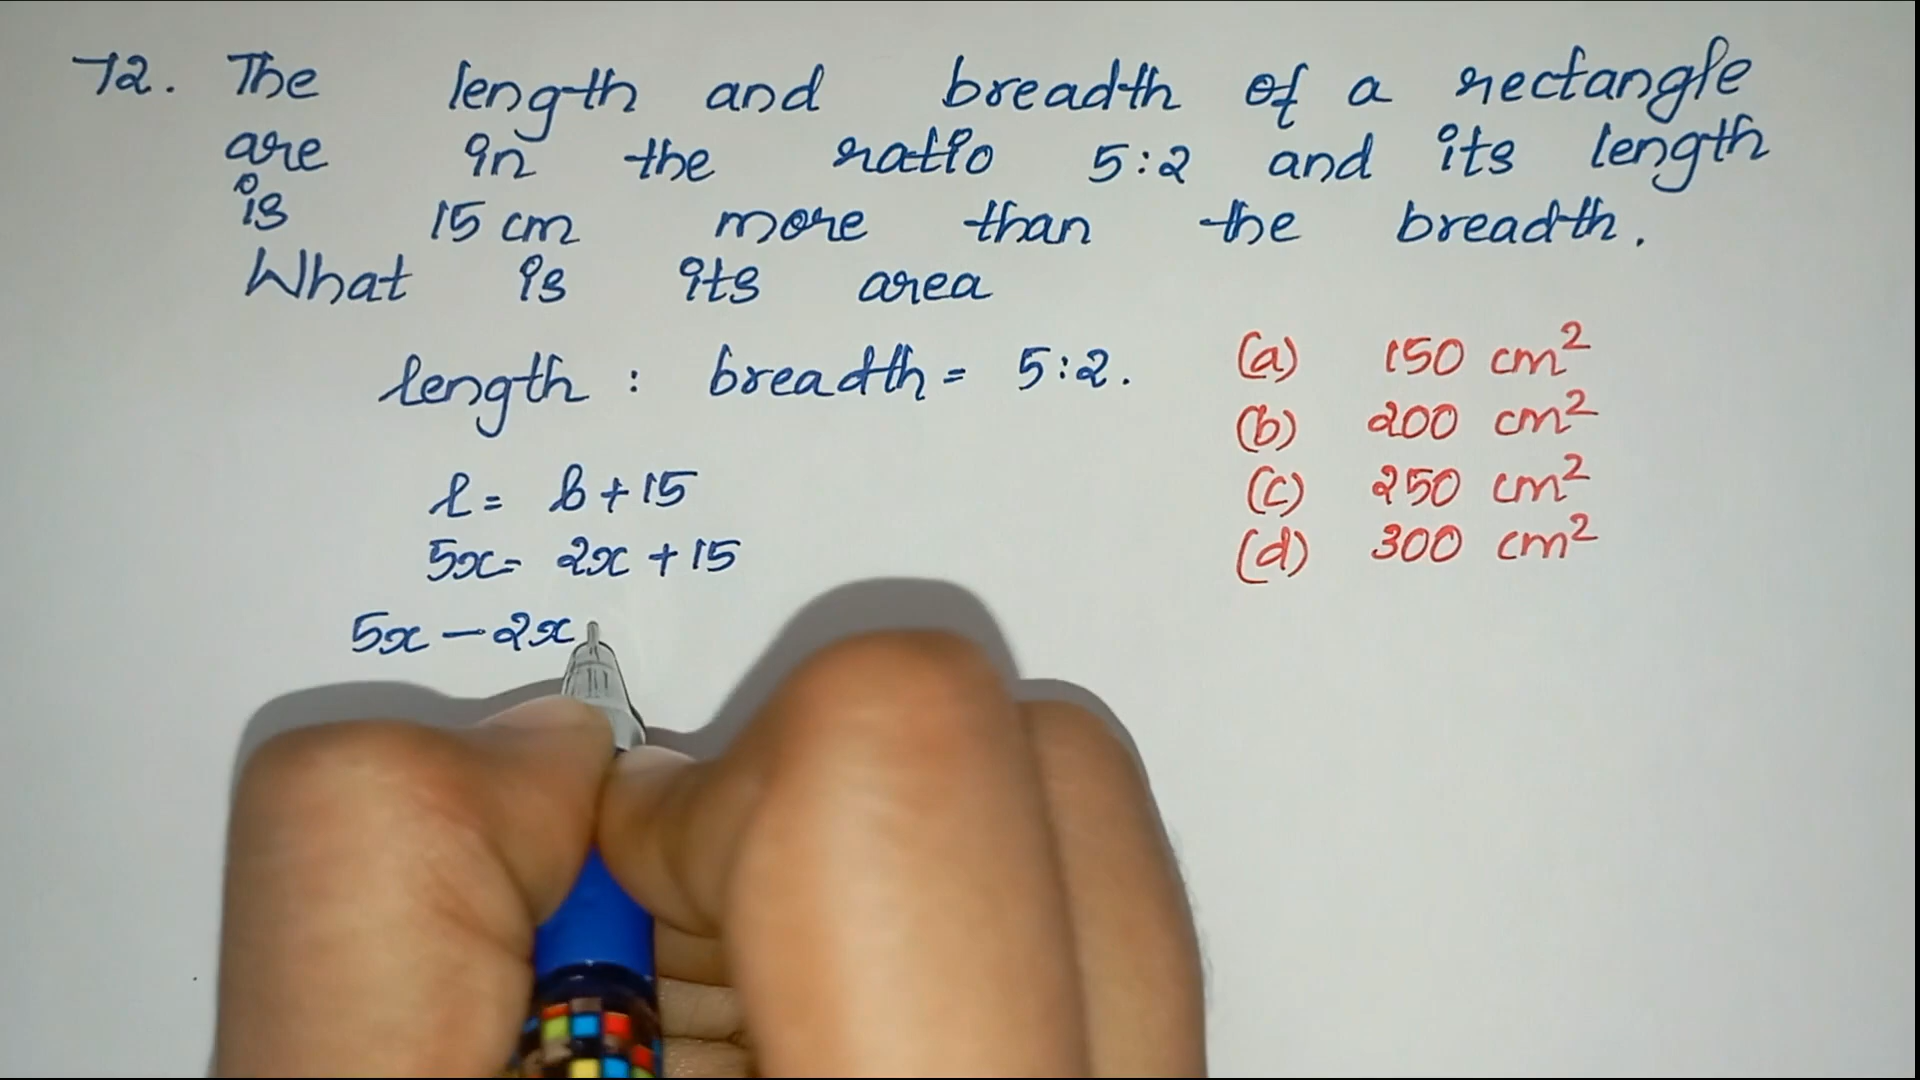 72. The length and breadth of a rectangle
are in the ratio 5:2 and its length
is 15 cm more than the breadth.
What is its area
length : breadth = 5:2.
(a) 150 cm²
(b) 200 cm²
(c) 250 cm²
(d) 300 cm²
l = b + 15
5x = 2x + 15
5x - 2x